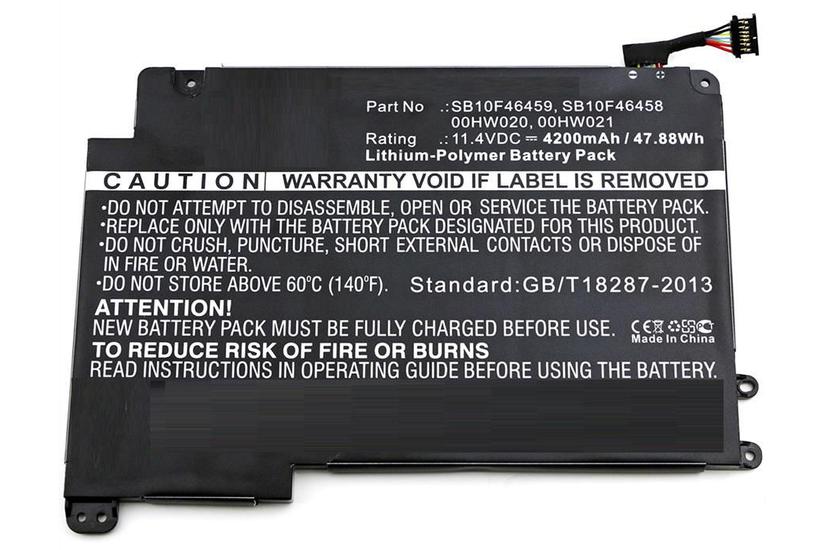 Part No .: SB10F46459, SB10F46458
00HW020, 00HW021
Rating .: 11.4VDC ⎓ 4200mAh / 47.88Wh
Lithium-Polymer Battery Pack
CAUTION WARRANTY VOID IF LABEL IS REMOVED
•DO NOT ATTEMPT TO DISASSEMBLE, OPEN OR SERVICE THE BATTERY PACK.
•REPLACE ONLY WITH THE BATTERY PACK DESIGNATED FOR THIS PRODUCT.
•DO NOT CRUSH, PUNCTURE, SHORT EXTERNAL CONTACTS OR DISPOSE OF
IN FIRE OR WATER.
•DO NOT STORE ABOVE 60°C (140°F). Standard:GB/T18287-2013
ATTENTION!
NEW BATTERY PACK MUST BE FULLY CHARGED BEFORE USE. CE
Made In China
TO REDUCE RISK OF FIRE OR BURNS
READ INSTRUCTIONS IN OPERATING GUIDE BEFORE USING THE BATTERY.